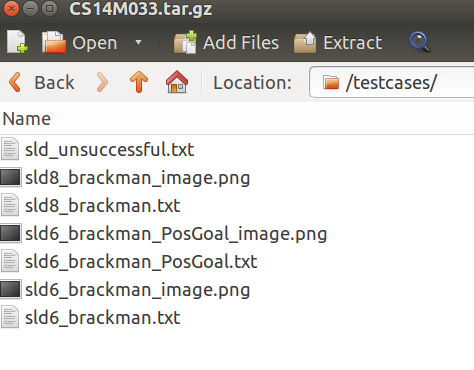 CS14M033.tar.gz
Open Add Files Extract
Back Location: /testcases/
Name
sld_unsuccessful.txt
sld8_brackman_image.png
sld8_brackman.txt
sld6_brackman_PosGoal_image.png
sld6_brackman_PosGoal.txt
sld6_brackman_image.png
sld6_brackman.txt